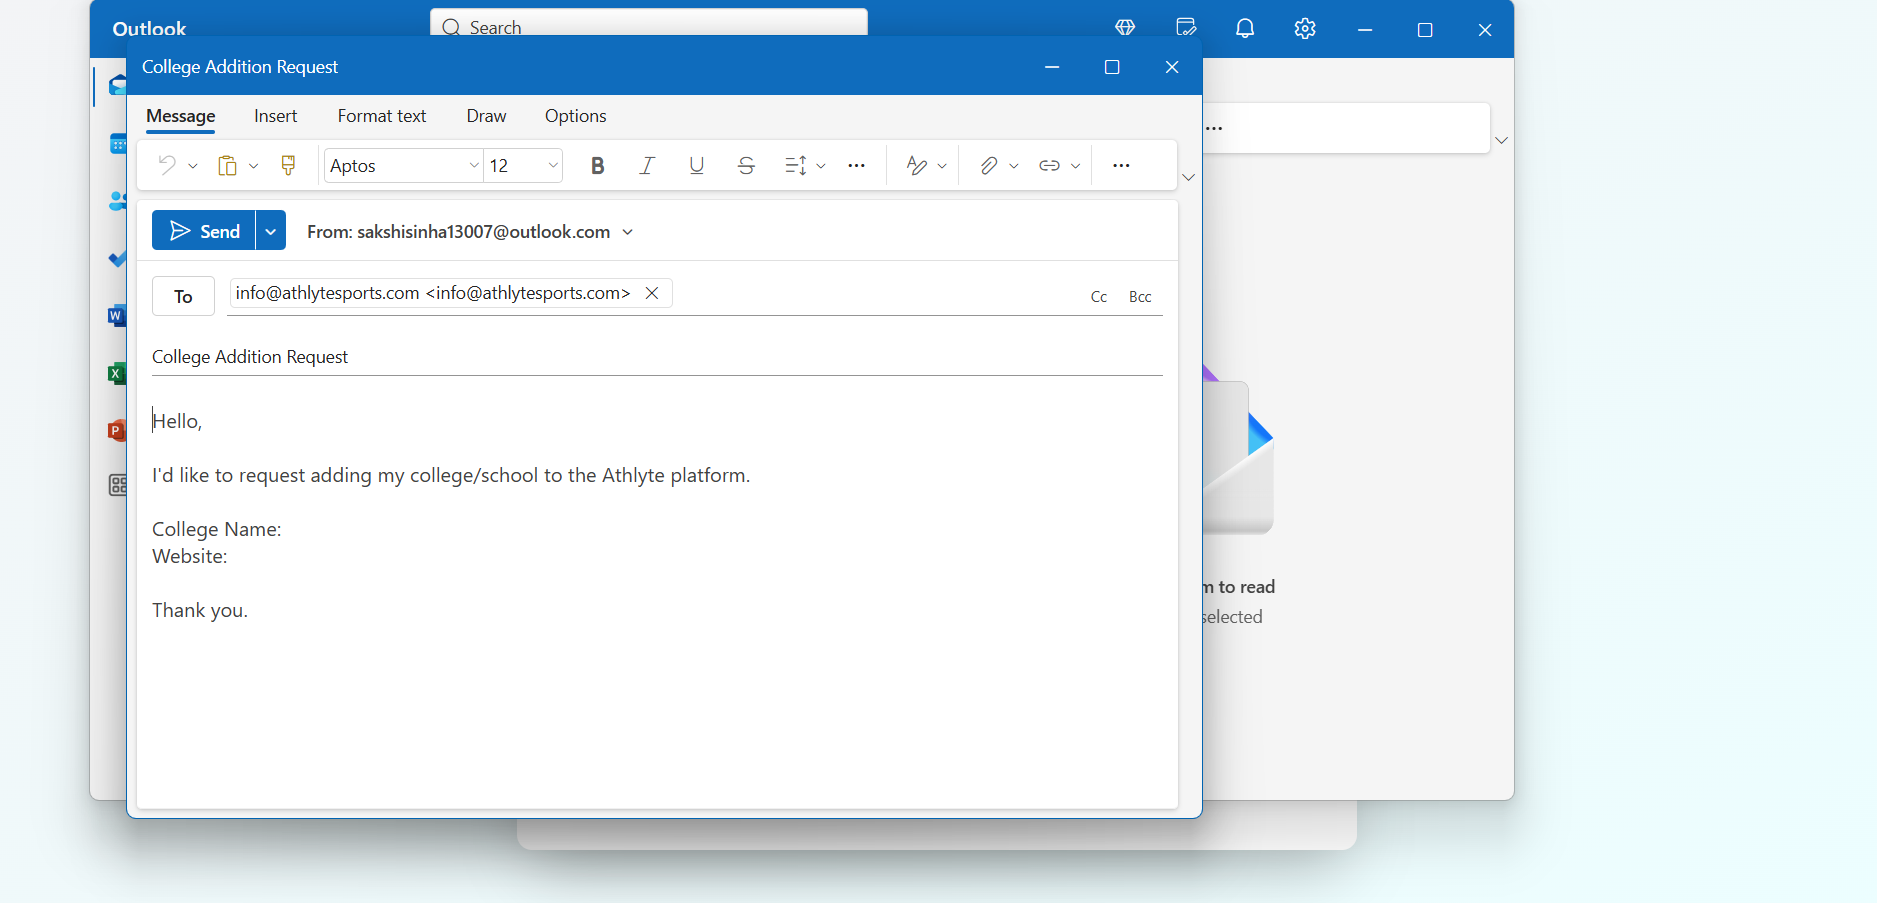 Outlook
Search
College Addition Request
Message Insert Format text Draw Options
Aptos 12 B I U S
Send From: sakshisinha13007@outlook.com
To info@athlytesports.com <info@athlytesports.com> Cc Bcc
College Addition Request
Hello,
I'd like to request adding my college/school to the Athlyte platform.
College Name:
Website:
Thank you.
to read
selected
W
X
P